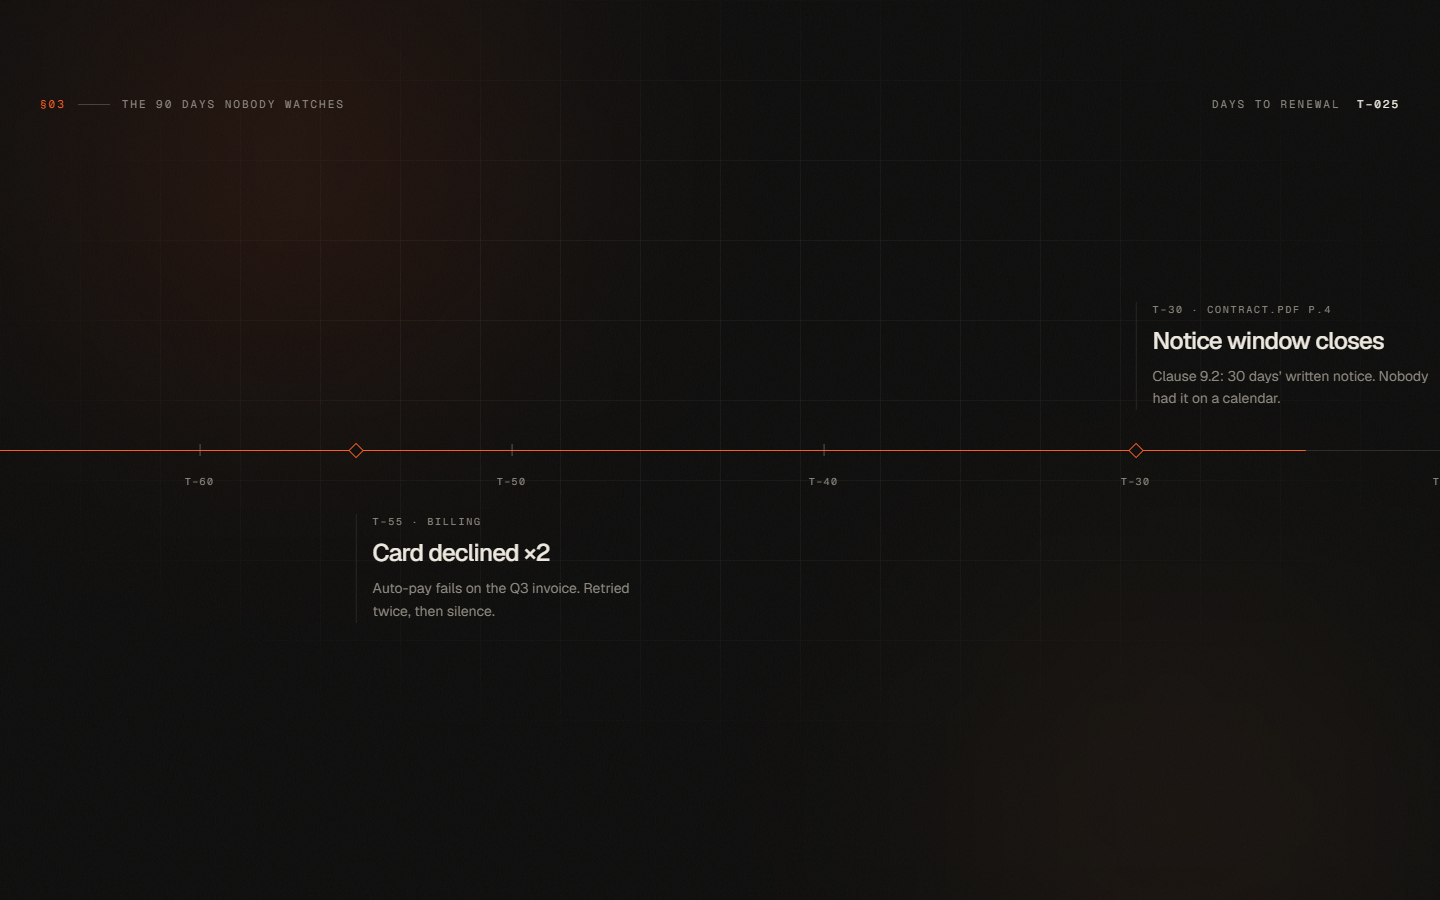 §03 THE 90 DAYS NOBODY WATCHES
DAYS TO RENEWAL T–025
T–30 · CONTRACT.PDF P.4
Notice window closes
Clause 9.2: 30 days' written notice. Nobody
had it on a calendar.
T–60
T–50
T–40
T–30
T
T–55 · BILLING
Card declined ×2
Auto-pay fails on the Q3 invoice. Retried
twice, then silence.